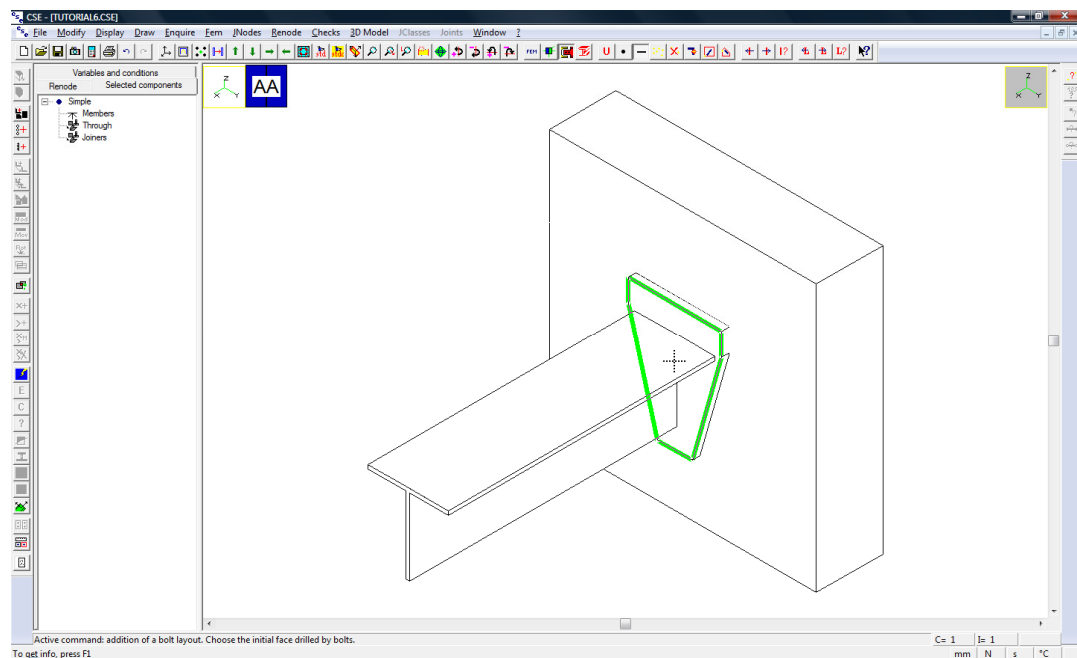 CSE - [TUTORIAL6.CSE]
File Modify Display Draw Enquire Fem JNodes Renode Checks 3D Model JClasses Joints Window ?
Variables and conditions
Renode Selected components
Simple
Members
Through
Joiners
Z
X Y
AA
Z
X Y
Active command: addition of a bolt layout. Choose the initial face drilled by bolts.
C= 1 I= 1
To get info, press F1
mm N s °C